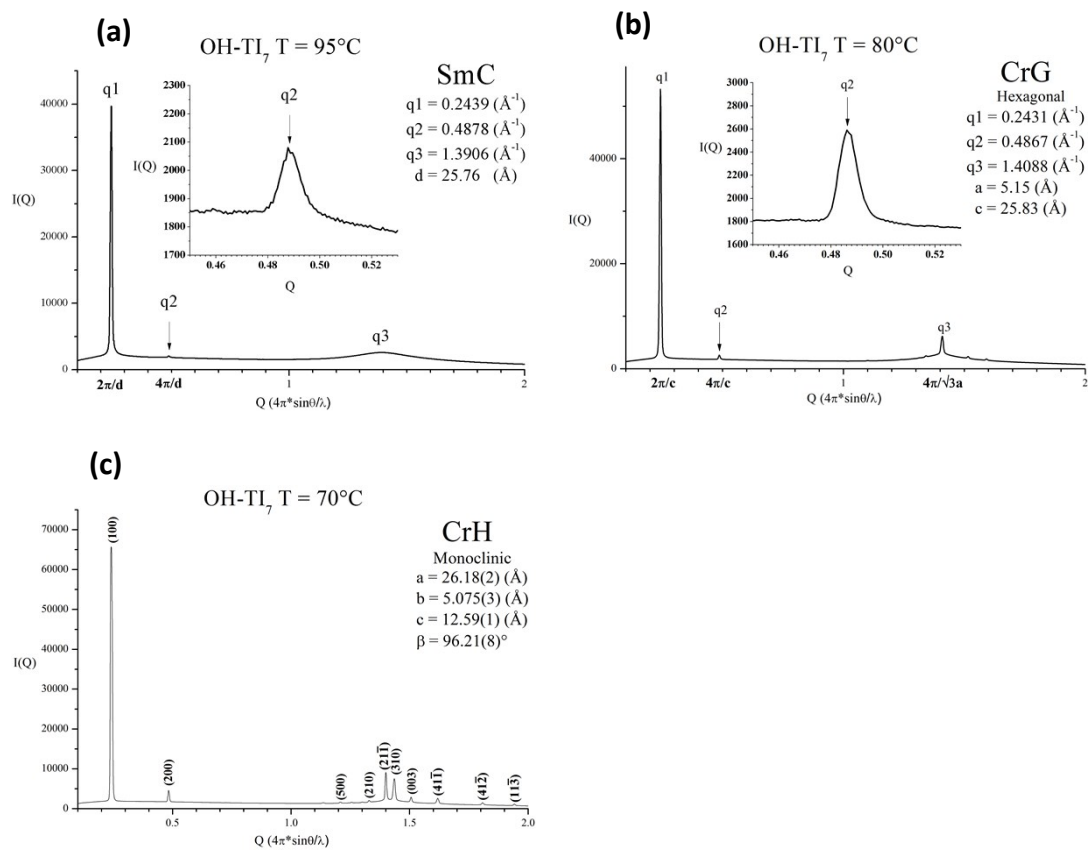 (a)
OH-TI₇ T = 95°C
SmC
q1 = 0.2439 (Å⁻¹)
q2 = 0.4878 (Å⁻¹)
q3 = 1.3906 (Å⁻¹)
d = 25.76 (Å)
q1
40000
30000
I(Q)
20000
10000
0
2300
2200
2100
I(Q)
2000
1900
1800
1700
q2
0.46 0.48 0.50 0.52
Q
q2
q3
2π/d 4π/d 1 2
Q (4π*sinθ/λ)
(b)
OH-TI₇ T = 80°C
CrG
Hexagonal
q1 = 0.2431 (Å⁻¹)
q2 = 0.4867 (Å⁻¹)
q3 = 1.4088 (Å⁻¹)
a = 5.15 (Å)
c = 25.83 (Å)
q1
40000
I(Q)
20000
0
3000
2800
2600
2400
I(Q)
2200
2000
1800
1600
q2
0.46 0.48 0.50 0.52
Q
q2
q3
2π/c 4π/c 1 4π/√3a 2
Q (4π*sinθ/λ)
(c)
OH-TI₇ T = 70°C
CrH
Monoclinic
a = 26.18(2) (Å)
b = 5.075(3) (Å)
c = 12.59(1) (Å)
β = 96.21(8)°
70000
60000
50000
40000
I(Q)
30000
20000
10000
0
(100)
(200)
(500)
(210)
(211̅)
(310)
(003)
(411̅)
(412̅)
(113̅)
0.5 1.0 1.5 2.0
Q (4π*sinθ/λ)